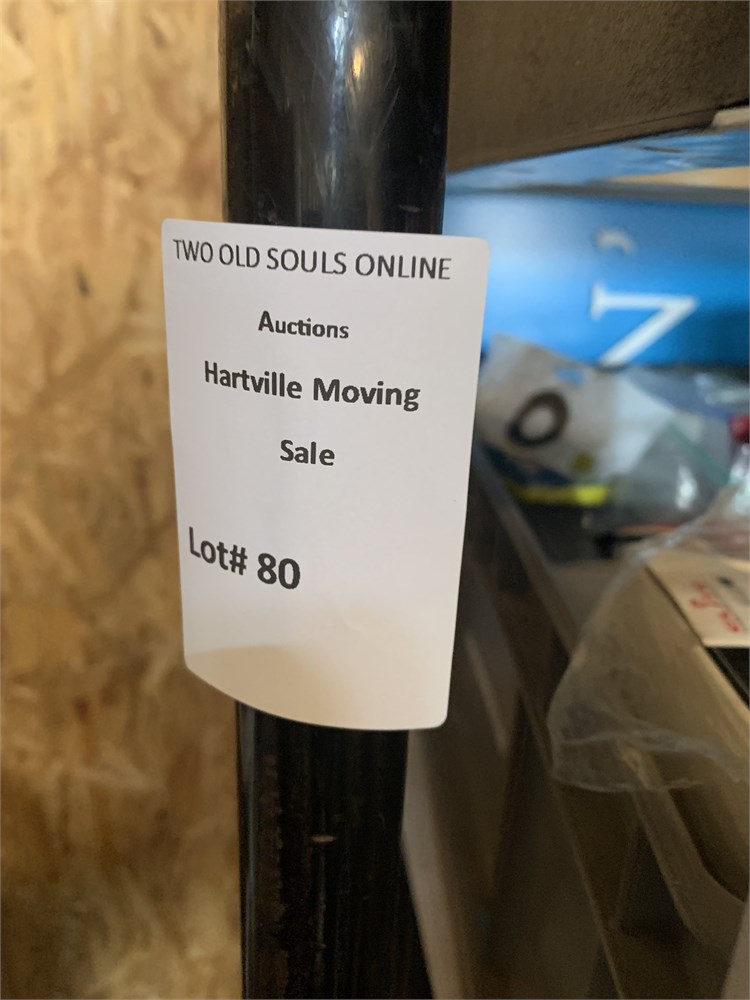 TWO OLD SOULS ONLINE
Auctions
Hartville Moving
Sale
Lot# 80